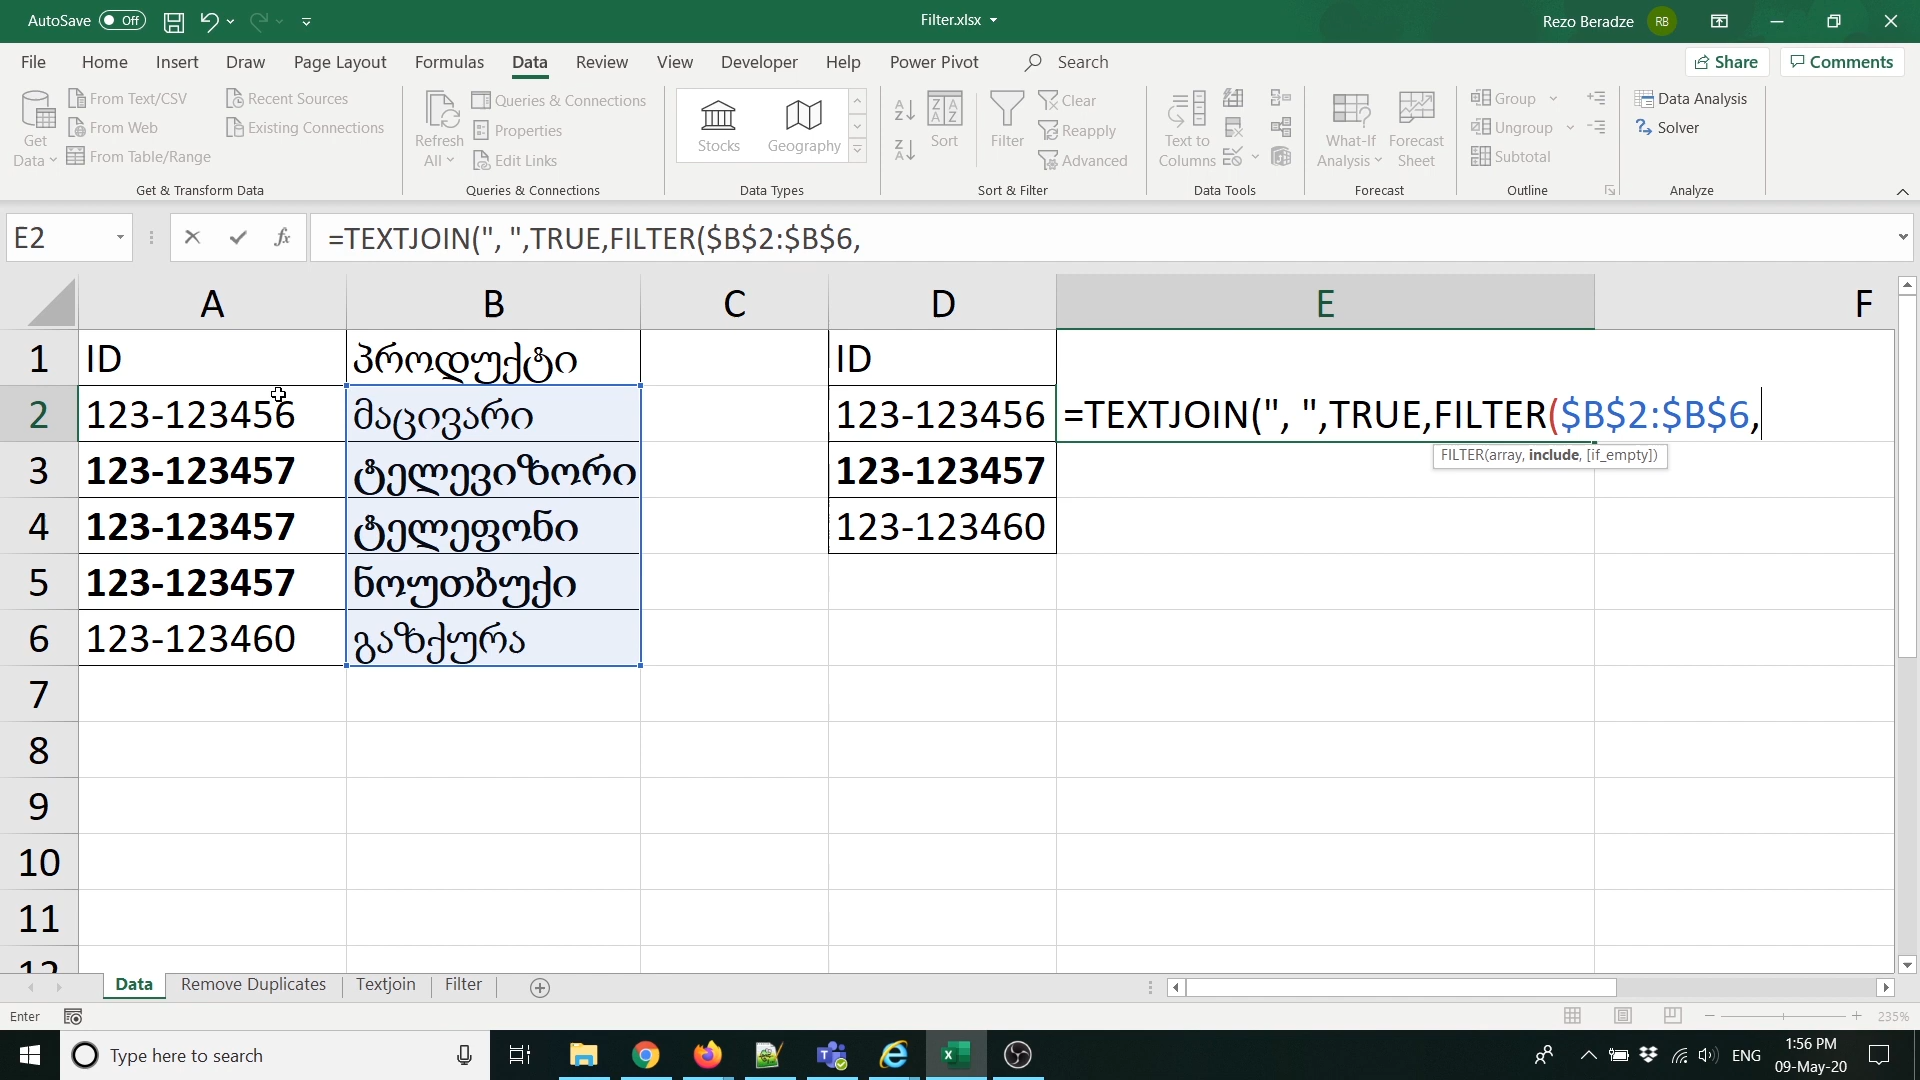 AutoSave Off
Filter.xlsx
Rezo Beradze RB
File Home Insert Draw Page Layout Formulas Data Review View Developer Help Power Pivot Search Share Comments
Get Data
From Text/CSV
From Web
From Table/Range
Recent Sources
Existing Connections
Refresh All
Queries & Connections
Properties
Edit Links
Stocks
Geography
Sort
Filter
Clear
Reapply
Advanced
Text to Columns
What-If Analysis
Forecast Sheet
Group
Ungroup
Subtotal
Data Analysis
Solver
Get & Transform Data Queries & Connections Data Types Sort & Filter Data Tools Forecast Outline Analyze
E2 fx =TEXTJOIN(", ",TRUE,FILTER($B$2:$B$6,
A B C D E F
1 ID პროდუქტი ID
2 123-123456 მაცივარი 123-123456 =TEXTJOIN(", ",TRUE,FILTER($B$2:$B$6,
FILTER(array, include, [if_empty])
3 123-123457 ტელევიზორი 123-123457
4 123-123457 ტელეფონი 123-123460
5 123-123457 ნოუთბუქი
6 123-123460 გაზქურა
7
8
9
10
11
12
Data Remove Duplicates Textjoin Filter
Enter 235%
Type here to search
ENG
1:56 PM
09-May-20